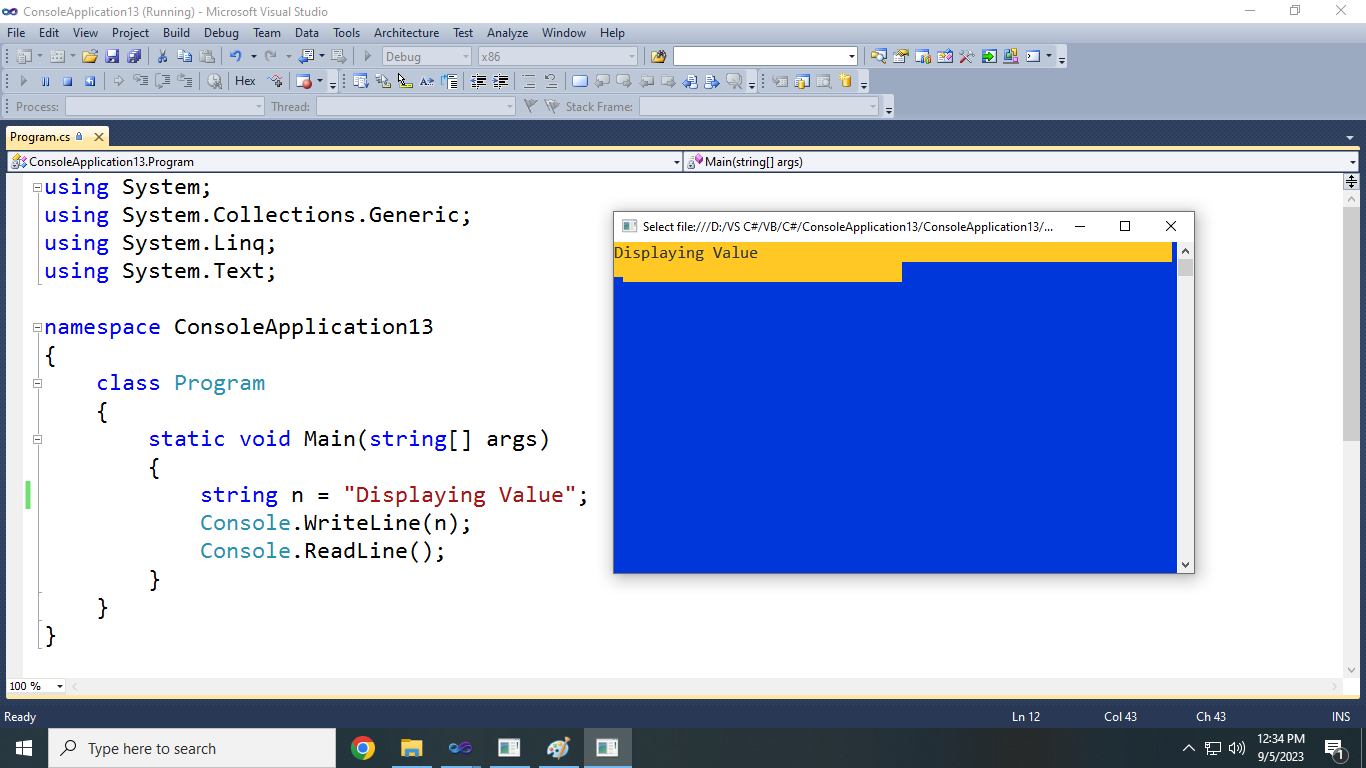 ConsoleApplication13 (Running) - Microsoft Visual Studio
File Edit View Project Build Debug Team Data Tools Architecture Test Analyze Window Help
Debug x86
Hex
Process: Thread: Stack Frame:
Program.cs
ConsoleApplication13.Program Main(string[] args)
using System;
using System.Collections.Generic;
using System.Linq;
using System.Text;
namespace ConsoleApplication13
{
class Program
{
static void Main(string[] args)
{
string n = "Displaying Value";
Console.WriteLine(n);
Console.ReadLine();
}
}
}
Select file:///D:/VS C#/VB/C#/ConsoleApplication13/ConsoleApplication13/...
Displaying Value
100 %
Ready Ln 12 Col 43 Ch 43 INS
Type here to search
12:34 PM
9/5/2023
1